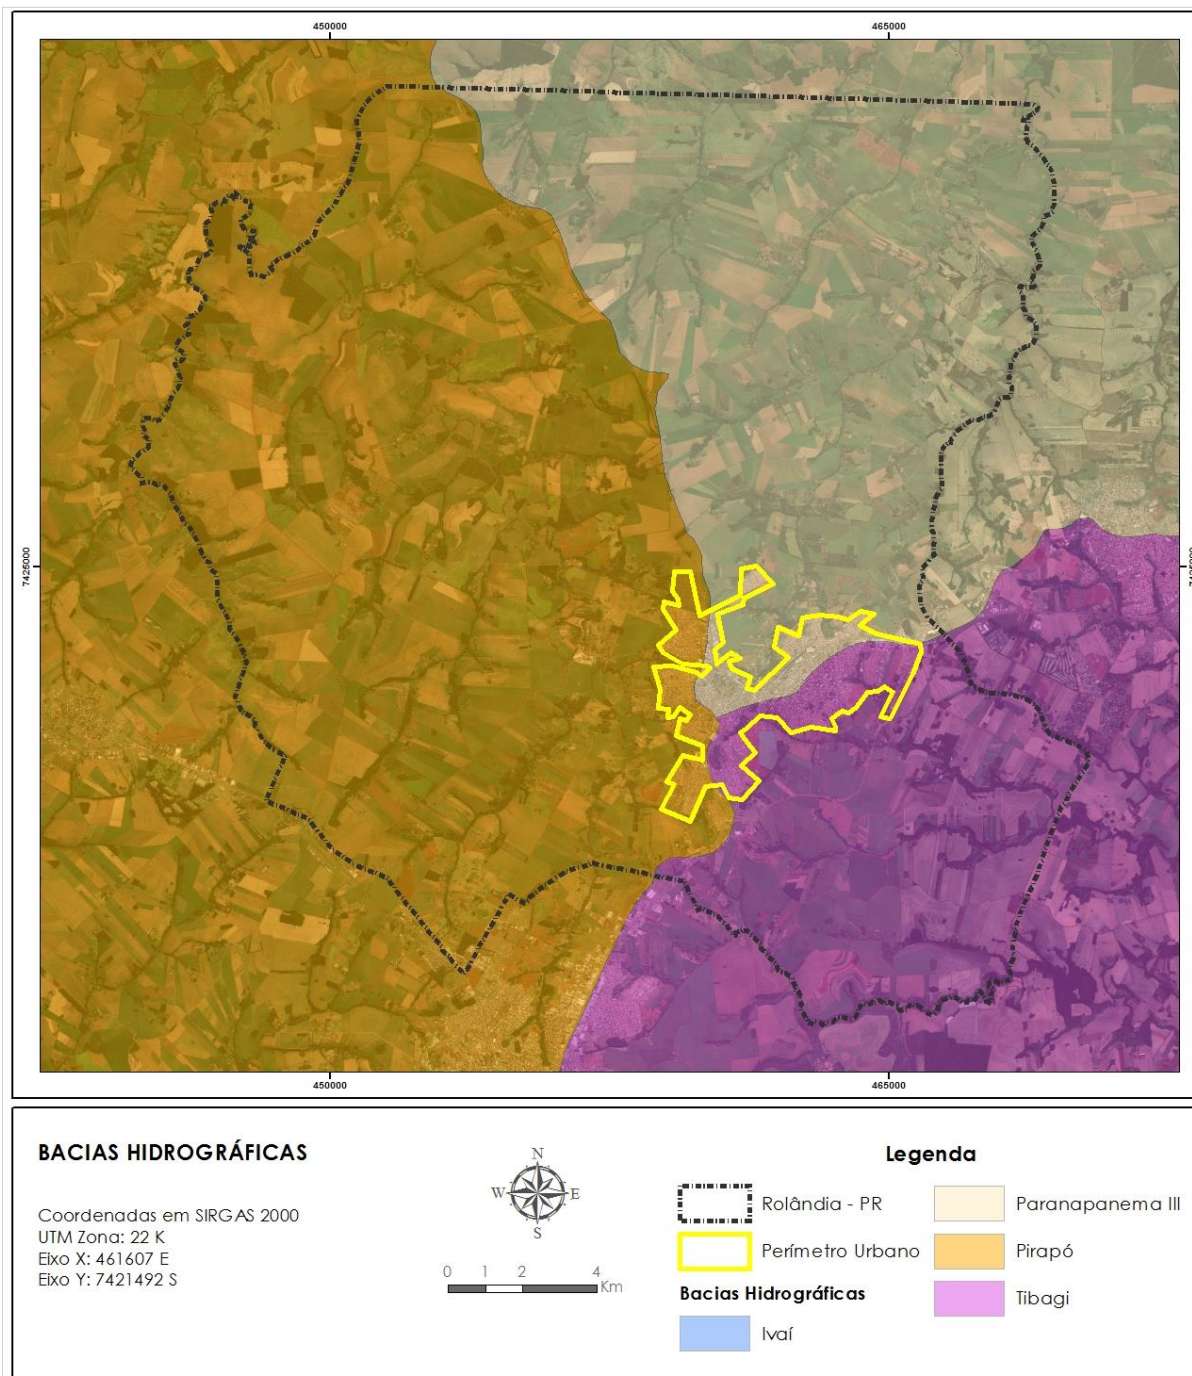 450000
465000
7425000
7425000
450000
465000
BACIAS HIDROGRÁFICAS
Coordenadas em SIRGAS 2000
UTM Zona: 22 K
Eixo X: 461607 E
Eixo Y: 7421492 S
N
W
E
S
0 1 2 4
Km
Legenda
Rolândia - PR
Perímetro Urbano
Bacias Hidrográficas
Ivaí
Paranapanema III
Pirapó
Tibagi